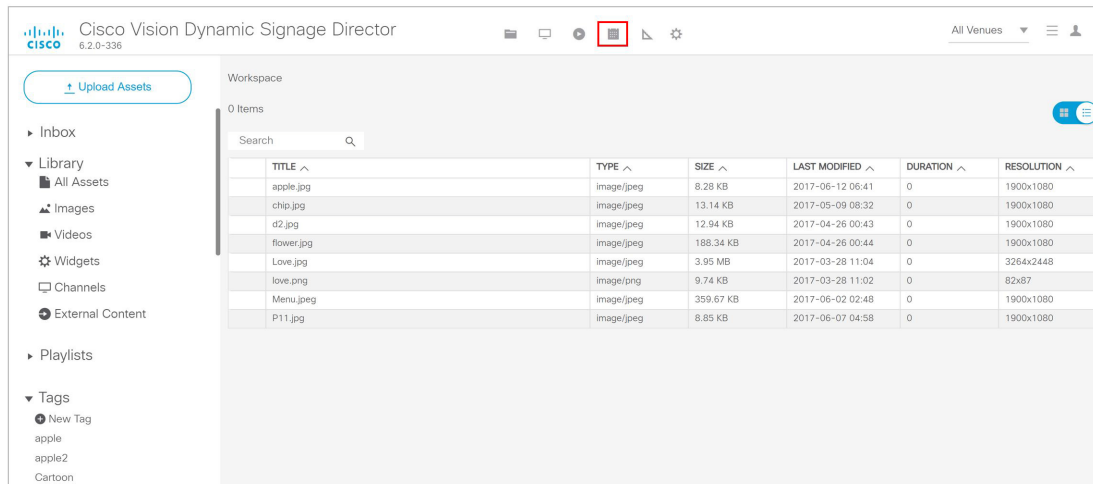 Cisco Vision Dynamic Signage Director
CISCO
6.2.0-336
All Venues
Upload Assets
Inbox
Library
All Assets
Images
Videos
Widgets
Channels
External Content
Playlists
Tags
New Tag
apple
apple2
Cartoon
Workspace
0 Items
Search
TITLE TYPE SIZE LAST MODIFIED DURATION RESOLUTION
apple.jpg image/jpeg 8.28 KB 2017-06-12 06:41 0 1900x1080
chip.jpg image/jpeg 13.14 KB 2017-05-09 08:32 0 1900x1080
d2.jpg image/jpeg 12.94 KB 2017-04-26 00:43 0 1900x1080
flower.jpg image/jpeg 188.34 KB 2017-04-26 00:44 0 1900x1080
Love.jpg image/jpeg 3.95 MB 2017-03-28 11:04 0 3264x2448
love.png image/png 9.74 KB 2017-03-28 11:02 0 82x87
Menu.jpeg image/jpeg 359.67 KB 2017-06-02 02:48 0 1900x1080
P11.jpg image/jpeg 8.85 KB 2017-06-07 04:58 0 1900x1080